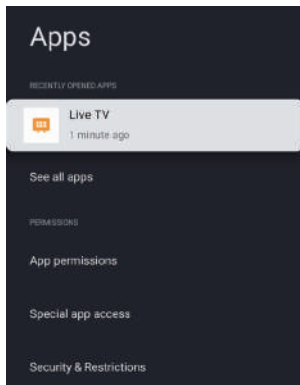 Apps
RECENTLY OPENED APPS
Live TV
1 minute ago
See all apps
PERMISSIONS
App permissions
Special app access
Security & Restrictions